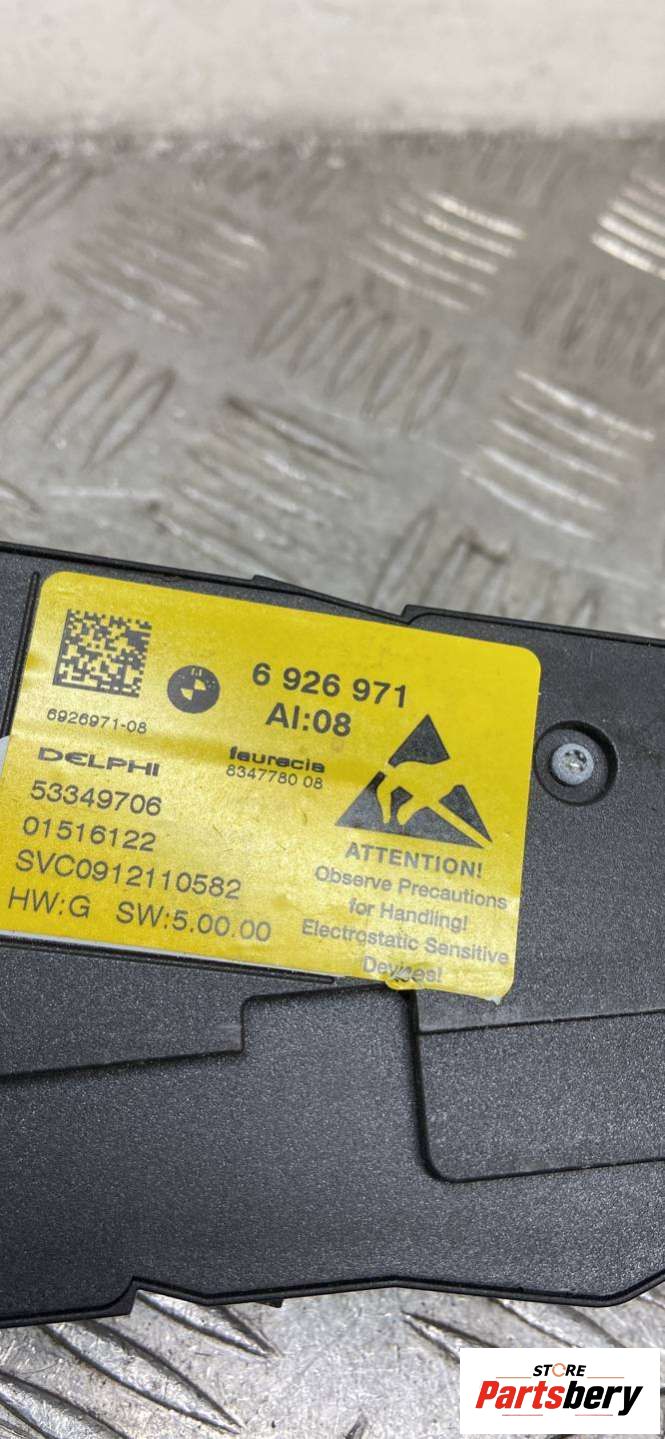 6 926 971
AI:08
6926971-08
DELPHI
faurecia
8347780 08
53349706
01516122
SVC0912110582
HW:G SW:5.00.00
ATTENTION!
Observe Precautions
for Handling!
Electrostatic Sensitive
Devices!
STORE
Partsbery